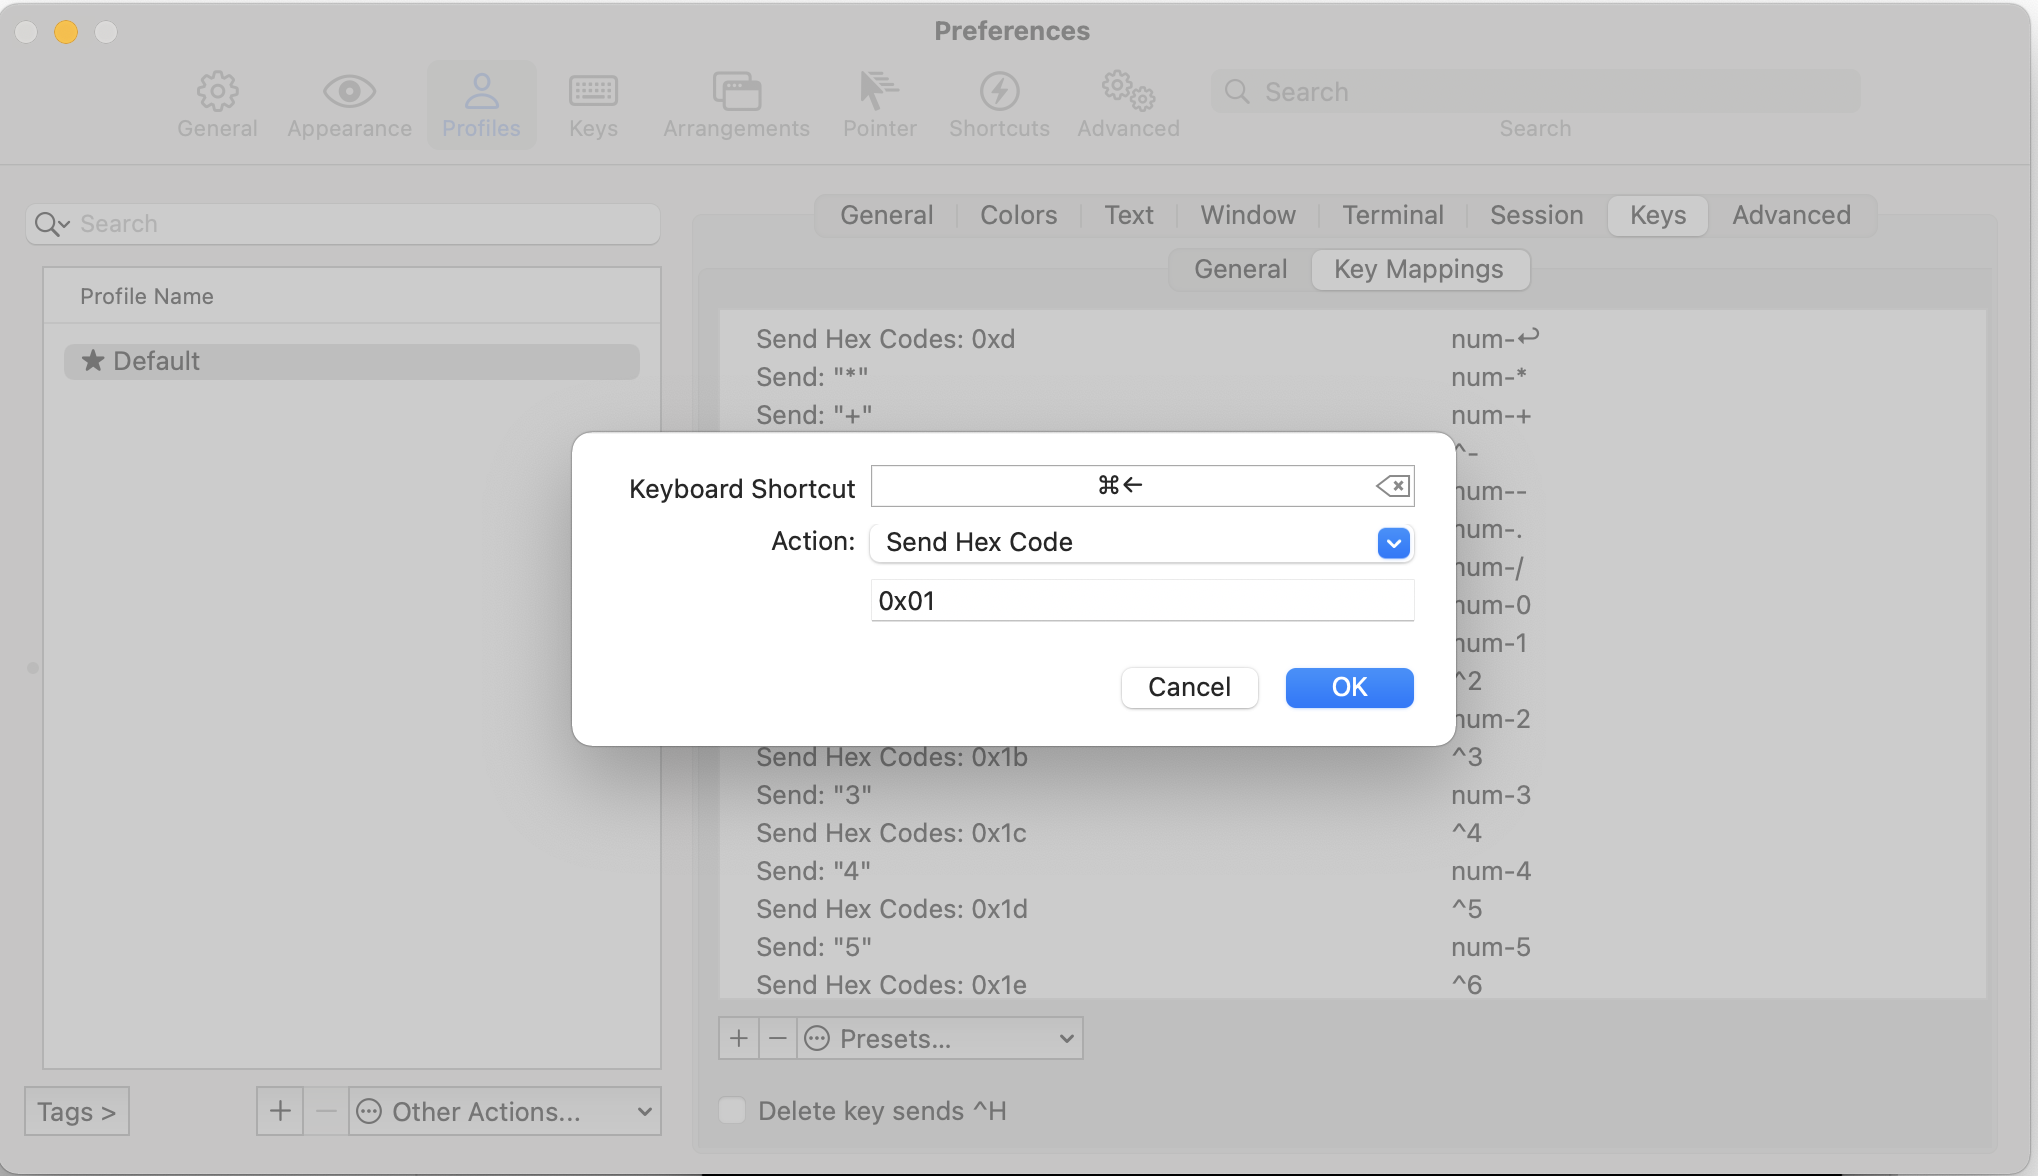 Preferences
General Appearance Profiles Keys Arrangements Pointer Shortcuts Advanced Search
Search
Search
General Colors Text Window Terminal Session Keys Advanced
General Key Mappings
Profile Name
★ Default
Send Hex Codes: 0xd num-↩
Send: "*" num-*
Send: "+" num-+
^-
num--
num-.
num-/
num-0
num-1
^2
num-2
Keyboard Shortcut ⌘←
Action: Send Hex Code
0x01
Cancel OK
Send Hex Codes: 0x1b ^3
Send: "3" num-3
Send Hex Codes: 0x1c ^4
Send: "4" num-4
Send Hex Codes: 0x1d ^5
Send: "5" num-5
Send Hex Codes: 0x1e ^6
+ − Presets...
Tags > + − Other Actions...
Delete key sends ^H